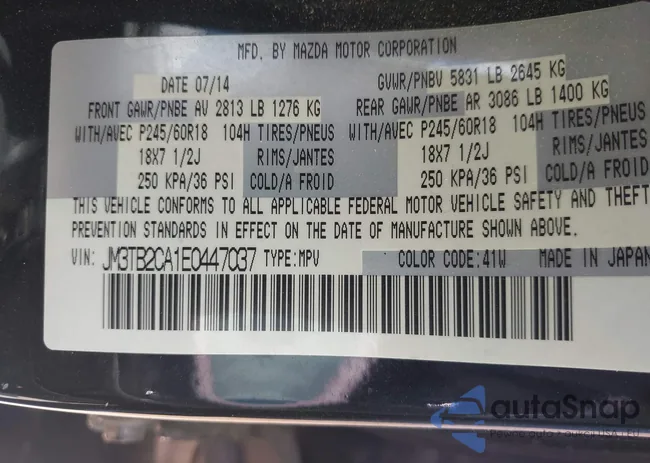 MFD. BY MAZDA MOTOR CORPORATION
DATE 07/14 GVWR/PNBV 5831 LB 2645 KG
FRONT GAWR/PNBE AV 2813 LB 1276 KG REAR GAWR/PNBE AR 3086 LB 1400 KG
WITH/AVEC P245/60R18 104H TIRES/PNEUS WITH/AVEC P245/60R18 104H TIRES/PNEUS
18X7 1/2J RIMS/JANTES 18X7 1/2J RIMS/JANTES
250 KPA/36 PSI COLD/A FROID 250 KPA/36 PSI COLD/A FROID
THIS VEHICLE CONFORMS TO ALL APPLICABLE FEDERAL MOTOR VEHICLE SAFETY AND THEFT
PREVENTION STANDARDS IN EFFECT ON THE DATE OF MANUFACTURE SHOWN ABOVE.
VIN: JM3TB2CA1E0447037 TYPE:MPV COLOR CODE:41W MADE IN JAPAN
autoSnap